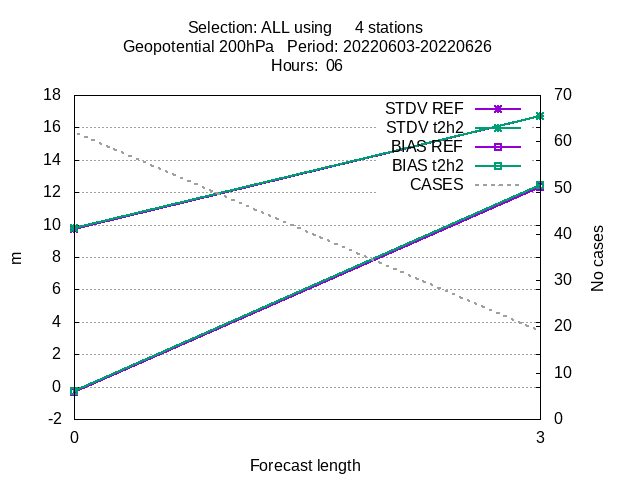 Selection: ALL using     4 stations
Geopotential 200hPa   Period: 20220603-20220626
Hours:  06
18
16
14
12
10
8
6
4
2
0
-2
70
60
50
40
30
20
10
0
STDV REF
STDV t2h2
BIAS REF
BIAS t2h2
CASES
m
No cases
0
3
Forecast length